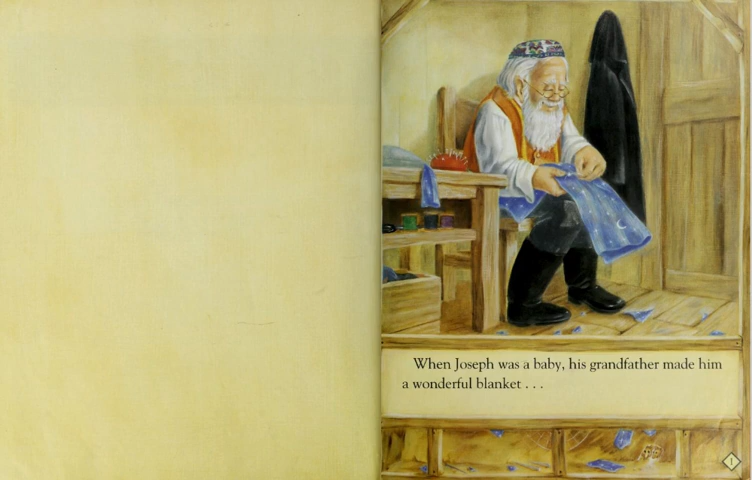 When Joseph was a baby, his grandfather made him
a wonderful blanket . . .
1